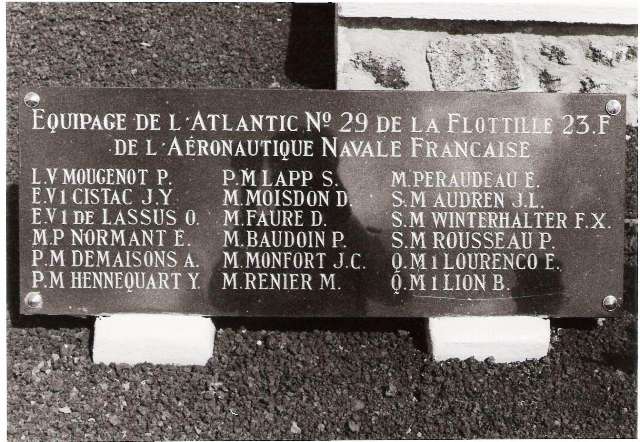 EQUIPAGE DE L'ATLANTIC Nº 29 DE LA FLOTTILLE 23.F
DE L'AÉRONAUTIQUE NAVALE FRANCAISE
L.V MOUGENOT P.
E.V1 CISTAC J.Y
E.V1 DE LASSUS O.
M.P NORMANT E.
P.M DEMAISONS A.
P.M HENNEQUART Y.
P.M LAPP S.
M.MOISDON D.
M.FAURE D.
M.BAUDOIN P.
M.MONFORT J.C.
M.RENIER M.
M.PERAUDEAU E.
S.M AUDREN J.L.
S.M WINTERHALTER F.X.
S.M ROUSSEAU P.
Q.M1 LOURENCO E.
Q.M1 LION B.